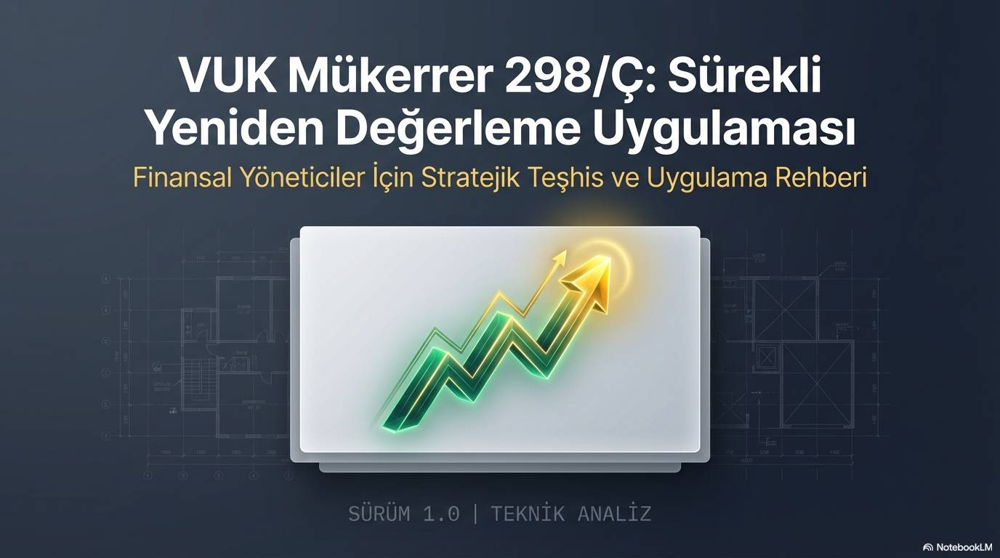 VUK Mükerrer 298/Ç: Sürekli
Yeniden Değerleme Uygulaması
Finansal Yöneticiler İçin Stratejik Teşhis ve Uygulama Rehberi
SÜRÜM 1.0 | TEKNİK ANALİZ
NotebookLM